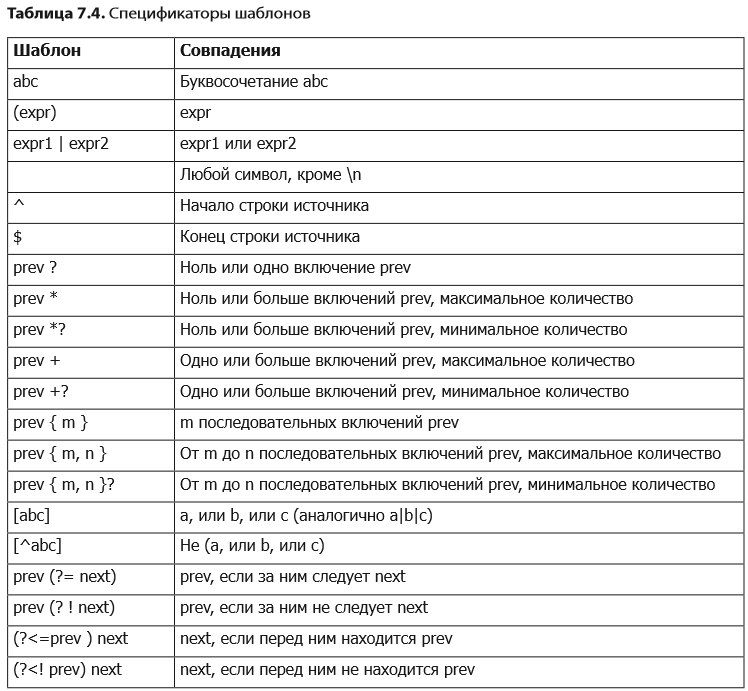 Таблица 7.4. Спецификаторы шаблонов
Шаблон Совпадения
abc Буквосочетание abc
(expr) expr
expr1 | expr2 expr1 или expr2
Любой символ, кроме \n
^ Начало строки источника
$ Конец строки источника
prev ? Ноль или одно включение prev
prev * Ноль или больше включений prev, максимальное количество
prev *? Ноль или больше включений prev, минимальное количество
prev + Одно или больше включений prev, максимальное количество
prev +? Одно или больше включений prev, минимальное количество
prev { m } m последовательных включений prev
prev { m, n } От m до n последовательных включений prev, максимальное количество
prev { m, n }? От m до n последовательных включений prev, минимальное количество
[abc] a, или b, или c (аналогично a|b|c)
[^abc] Не (a, или b, или c)
prev (?= next) prev, если за ним следует next
prev (? ! next) prev, если за ним не следует next
(?<=prev ) next next, если перед ним находится prev
(?<! prev) next next, если перед ним не находится prev